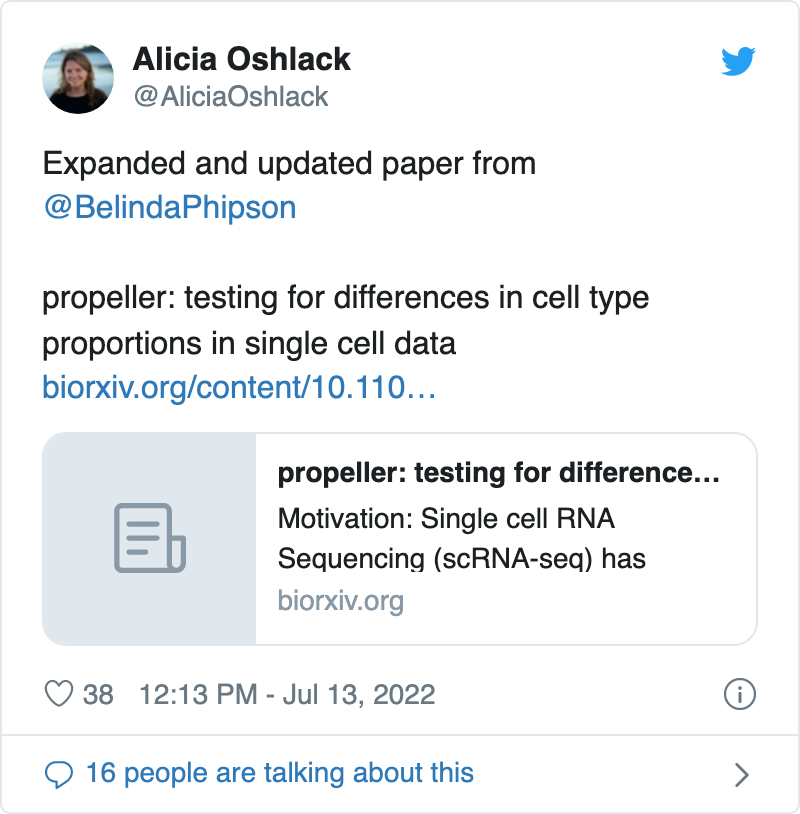 Alicia Oshlack
@AliciaOshlack
Expanded and updated paper from
@BelindaPhipson
propeller: testing for differences in cell type
proportions in single cell data
biorxiv.org/content/10.110…
propeller: testing for difference…
Motivation: Single cell RNA
Sequencing (scRNA-seq) has
biorxiv.org
38 12:13 PM - Jul 13, 2022
16 people are talking about this